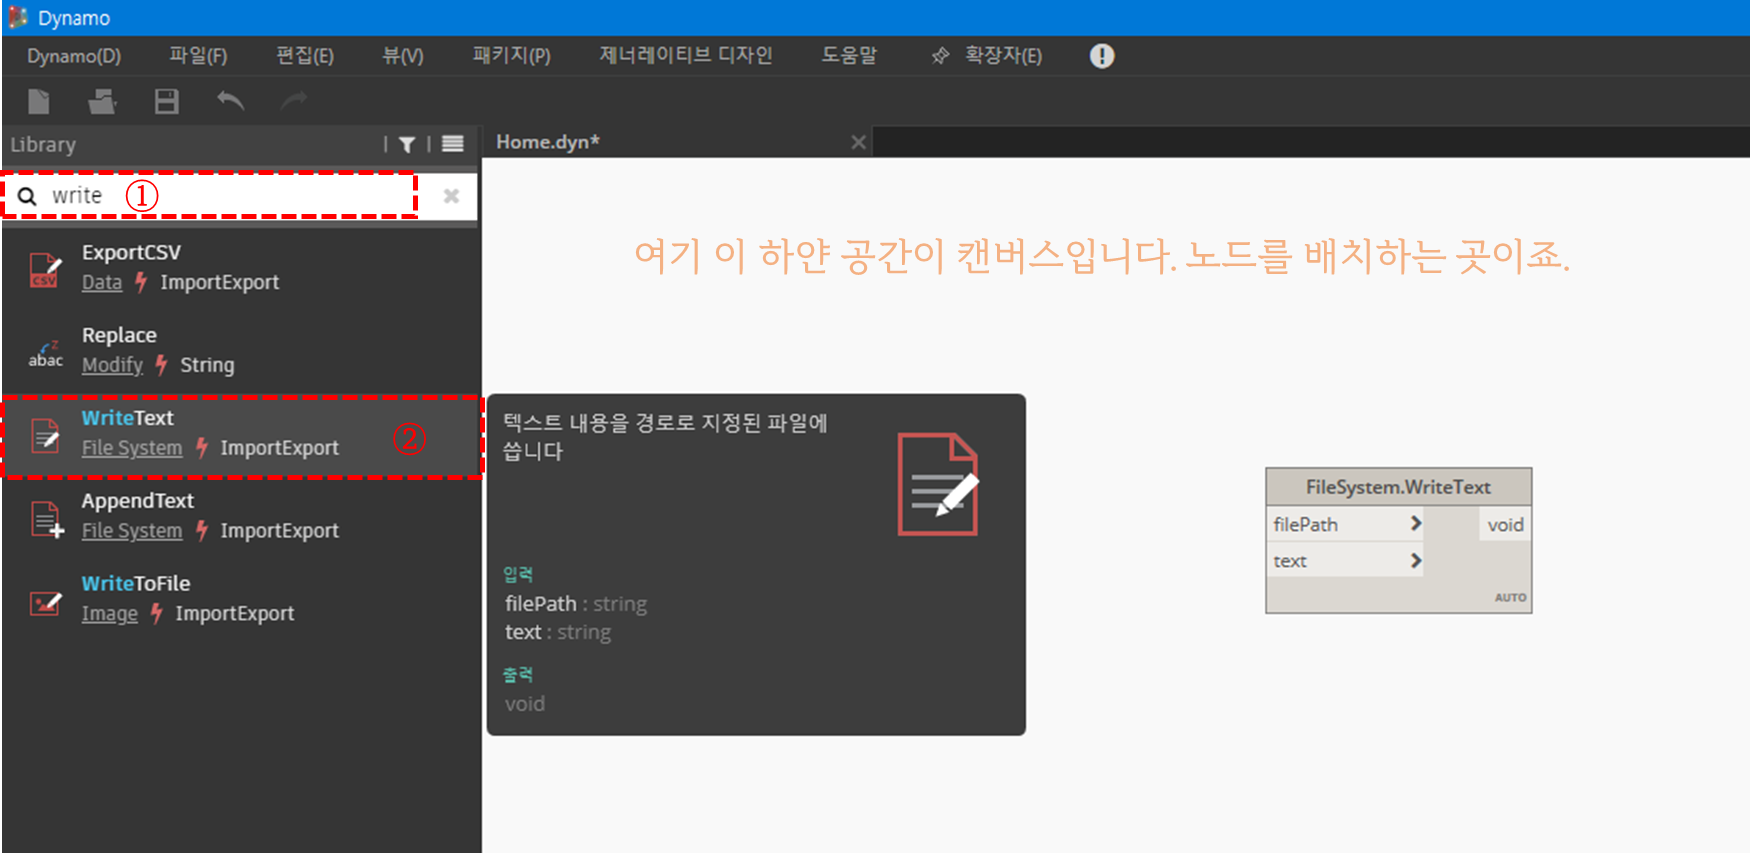 Dynamo
Dynamo(D) 파일(F) 편집(E) 뷰(V) 패키지(P) 제너레이티브 디자인 도움말 확장자(E)
Library
Home.dyn*
write ①
여기 이 하얀 공간이 캔버스입니다. 노드를 배치하는 곳이죠.
ExportCSV
CSV
Data ImportExport
Replace
abac
Modify String
WriteText
File System ImportExport ②
AppendText
File System ImportExport
WriteToFile
Image ImportExport
텍스트 내용을 경로로 지정된 파일에
씁니다
입력
filePath : string
text : string
출력
void
FileSystem.WriteText
filePath > void
text >
AUTO